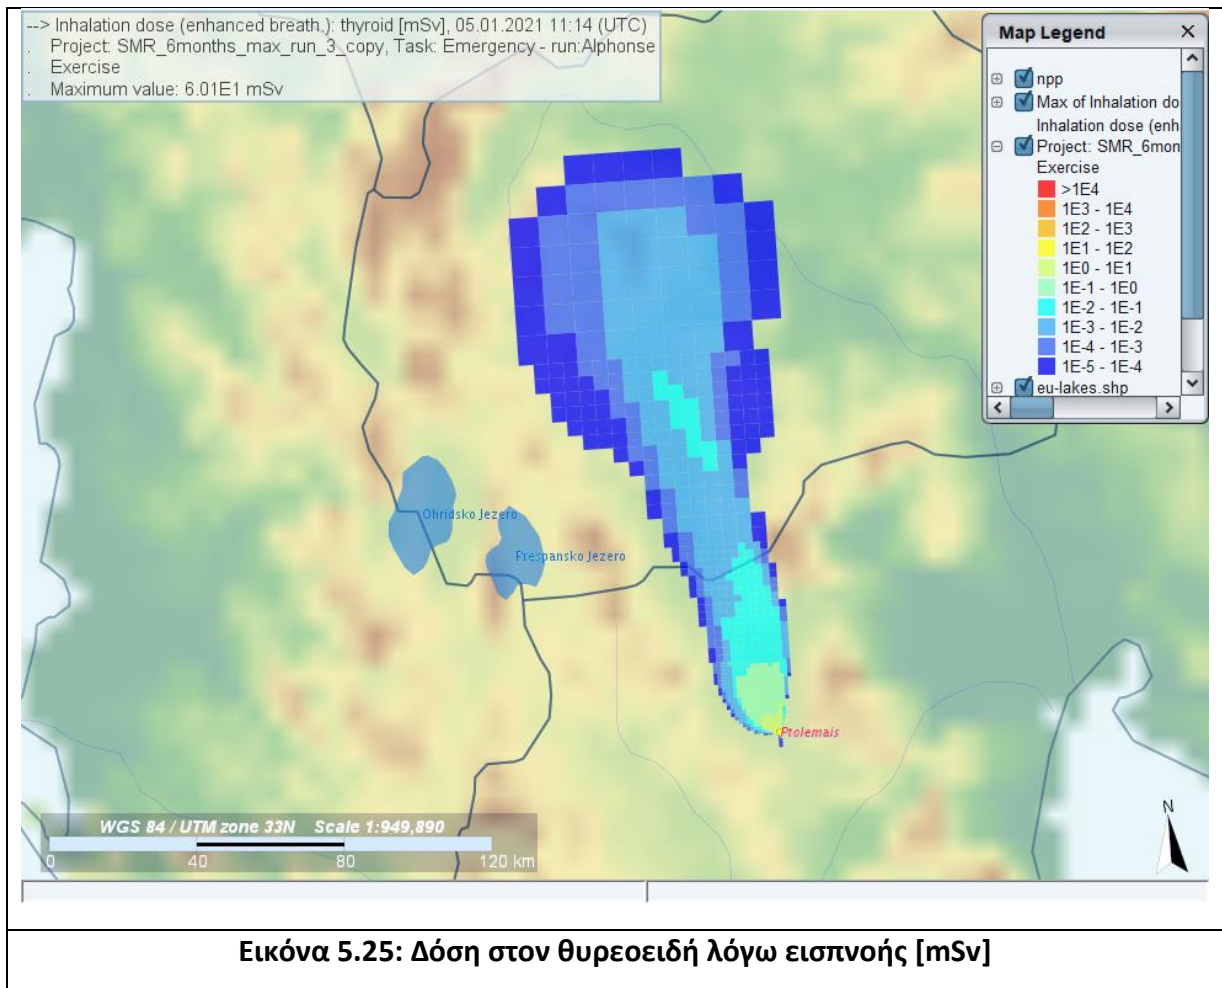 --> Inhalation dose (enhanced breath.): thyroid [mSv], 05.01.2021 11:14 (UTC)
. Project: SMR_6months_max_run_3_copy, Task: Emergency - run:Alphonse
. Exercise
. Maximum value: 6.01E1 mSv
Map Legend
npp
Max of Inhalation do
Inhalation dose (enh
Project: SMR_6mon
Exercise
>1E4
1E3 - 1E4
1E2 - 1E3
1E1 - 1E2
1E0 - 1E1
1E-1 - 1E0
1E-2 - 1E-1
1E-3 - 1E-2
1E-4 - 1E-3
1E-5 - 1E-4
eu-lakes.shp
Ohridsko Jezero
Prespansko Jezero
Ptolemais
WGS 84 / UTM zone 33N Scale 1:949,890
0 40 80 120 km
N
Εικόνα 5.25: Δόση στον θυρεοειδή λόγω εισπνοής [mSv]